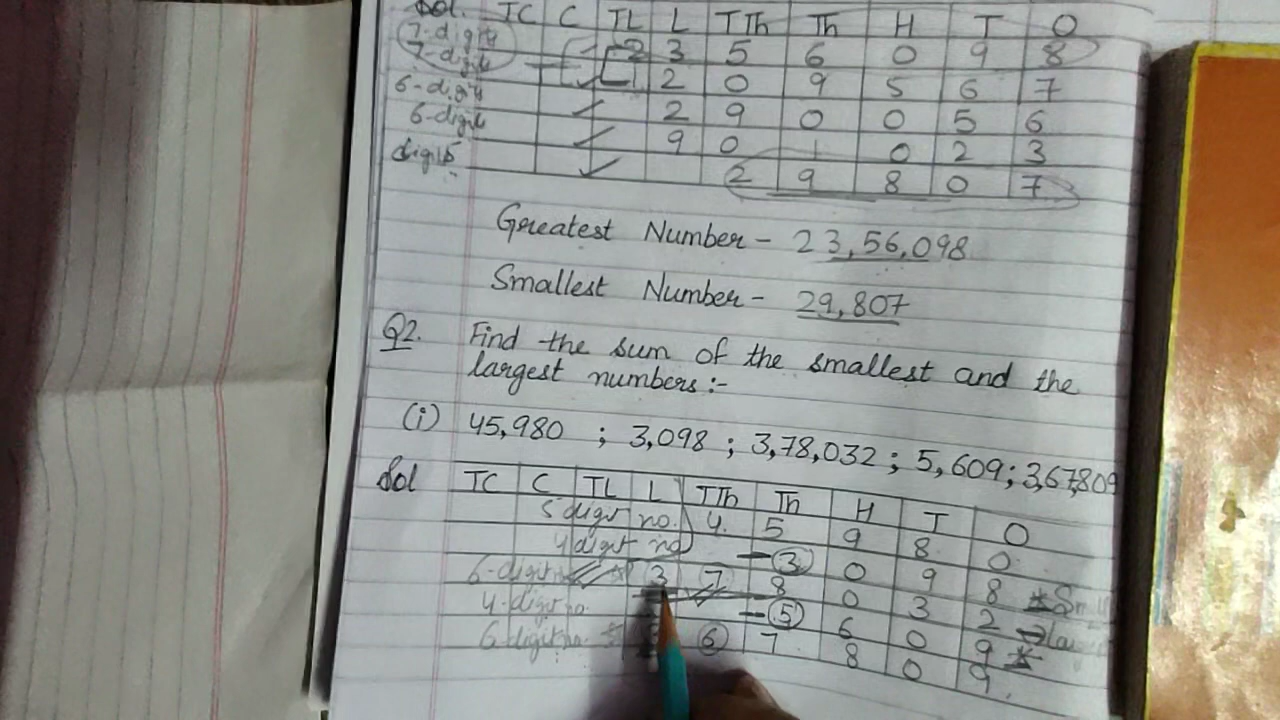 Sol. TC C TL L TTh Th H T O
7-digits 2 3 5 6 0 9 8
7-digits 2 0 9 5 6 7
6-digits 2 9 0 0 5 6
6-digits 9 0 1 0 2 3
digits 2 9 8 0 7
Greatest Number - 23,56,098
Smallest Number - 29,807
Q2. Find the sum of the smallest and the
largest numbers:-
(i) 45,980 ; 3,098 ; 3,78,032 ; 5,609 ; 3,67,809
Sol TC C TL L TTh Th H T O
5 digit no. 4 5 9 8 0
4 digit no 3 0 9 8
6-digit 3 7 8 0 3 2
4-digit no. 5 6 0 9
6 digit no. 6 7 8 0 9